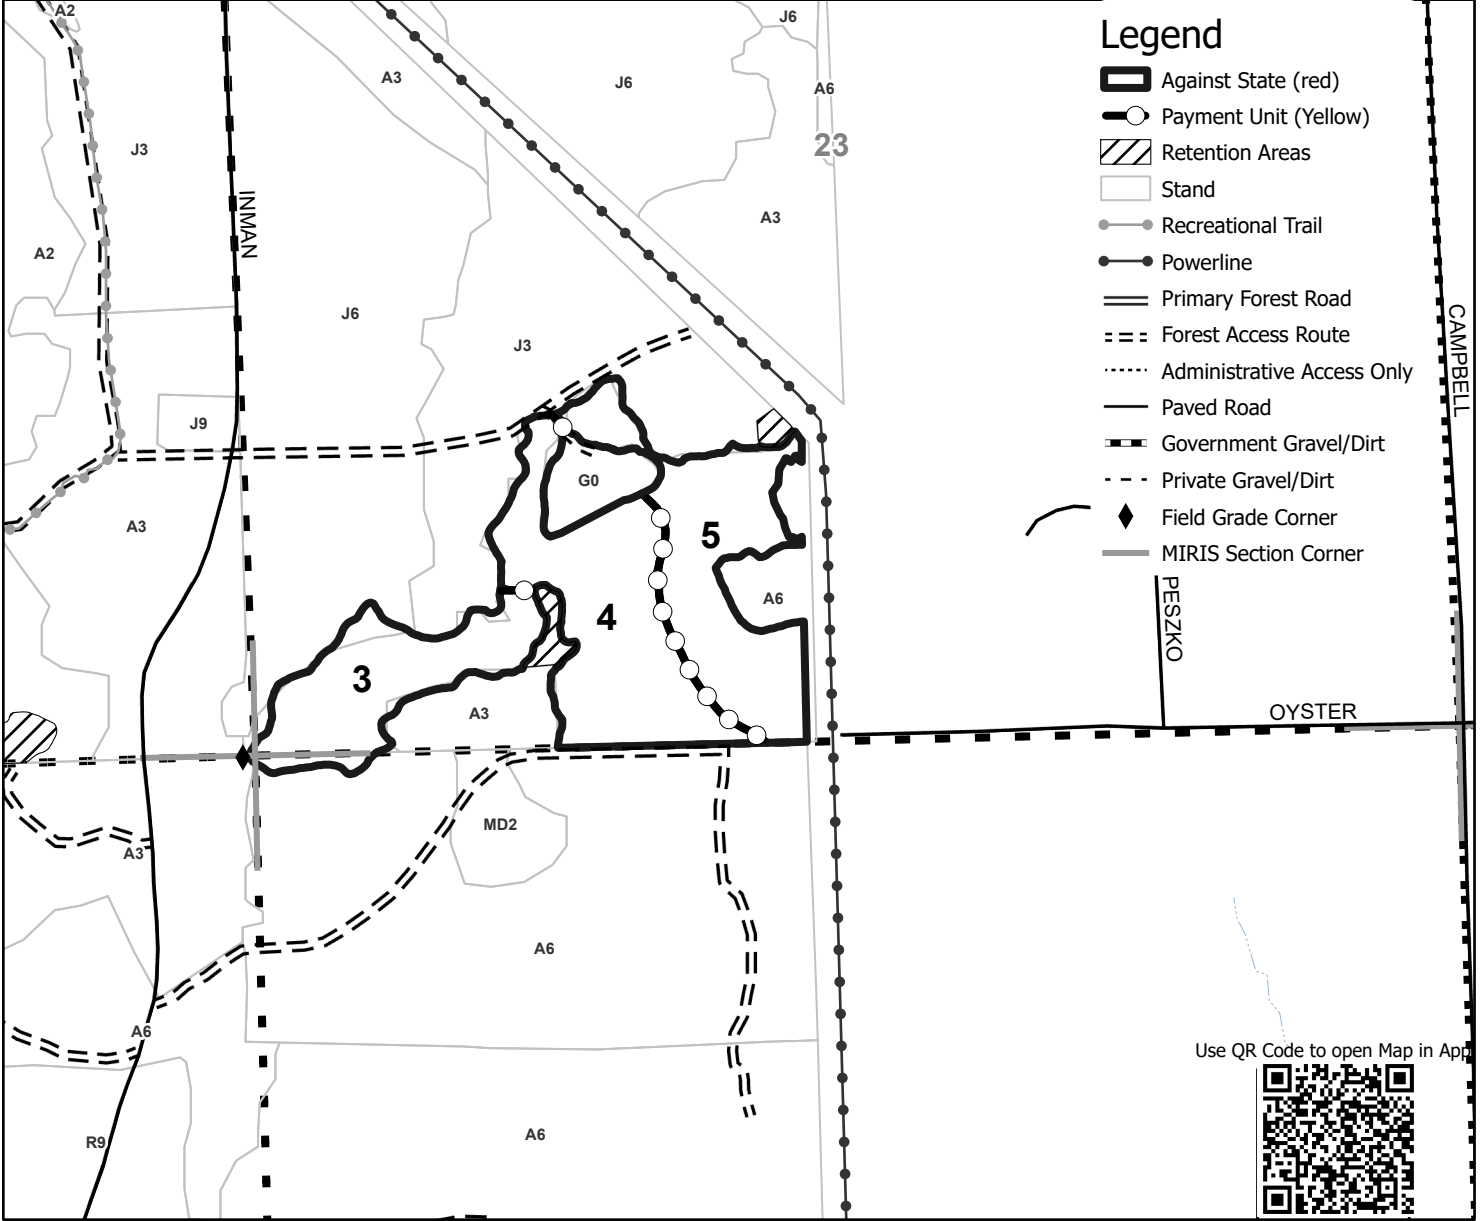 A2
A3
J6
J6
A6
23
J3
A3
A2
INMAN
J6
J3
J9
G0
A3
5
A6
4
3
A3
MD2
A3
A6
A6
A6
R9
Legend
Against State (red)
Payment Unit (Yellow)
Retention Areas
Stand
Recreational Trail
Powerline
Primary Forest Road
Forest Access Route
Administrative Access Only
Paved Road
Government Gravel/Dirt
Private Gravel/Dirt
Field Grade Corner
MIRIS Section Corner
CAMPBELL
PESZKO
OYSTER
Use QR Code to open Map in App